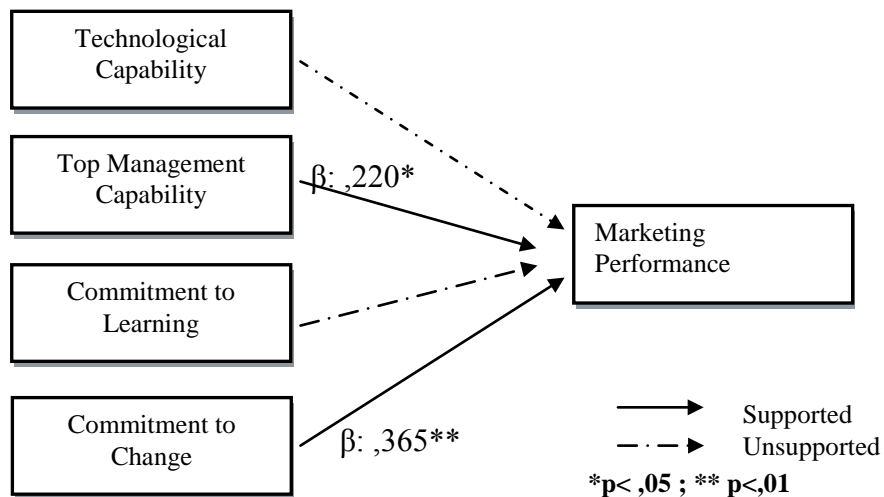 Technological
Capability
Top Management
Capability
β: ,220*
Commitment to
Learning
Marketing
Performance
Commitment to
Change
β: ,365**
Supported
Unsupported
*p< ,05 ; ** p<,01